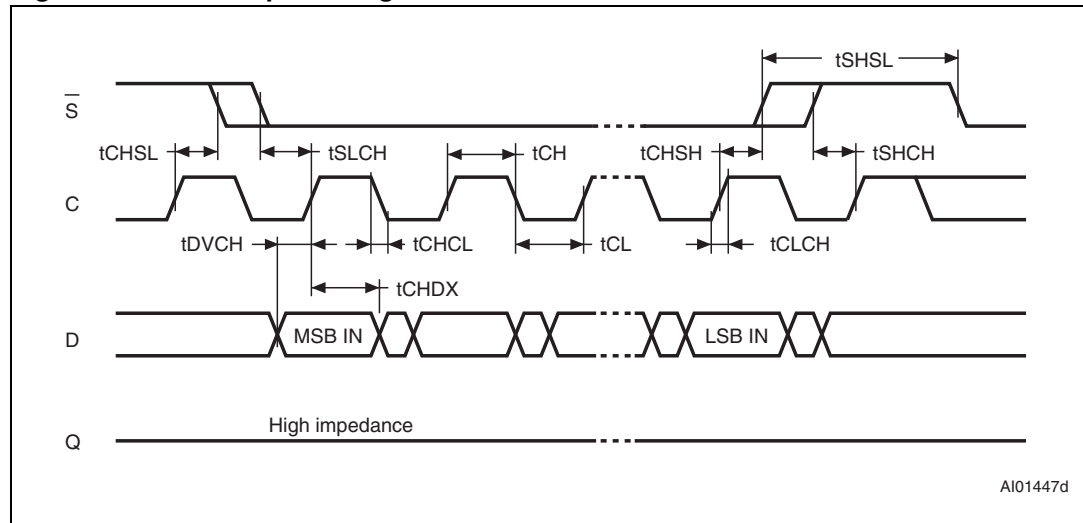 tSHSL
S
tCHSL
tSLCH
tCH
tCHSH
tSHCH
C
tDVCH
tCHCL
tCL
tCLCH
tCHDX
D
MSB IN
LSB IN
High impedance
Q
AI01447d